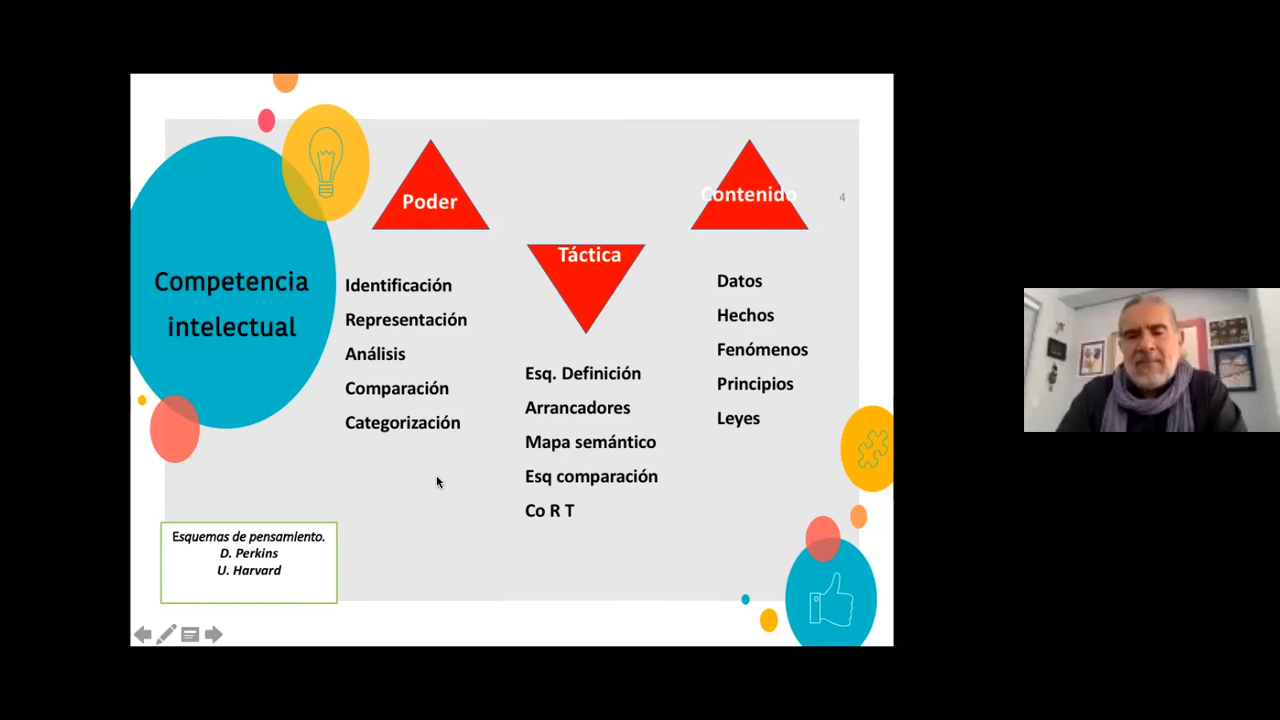 Competencia
intelectual
Poder
Identificación
Representación
Análisis
Comparación
Categorización
Táctica
Esq. Definición
Arrancadores
Mapa semántico
Esq comparación
Co R T
Contenido
Datos
Hechos
Fenómenos
Principios
Leyes
4
Esquemas de pensamiento.
D. Perkins
U. Harvard